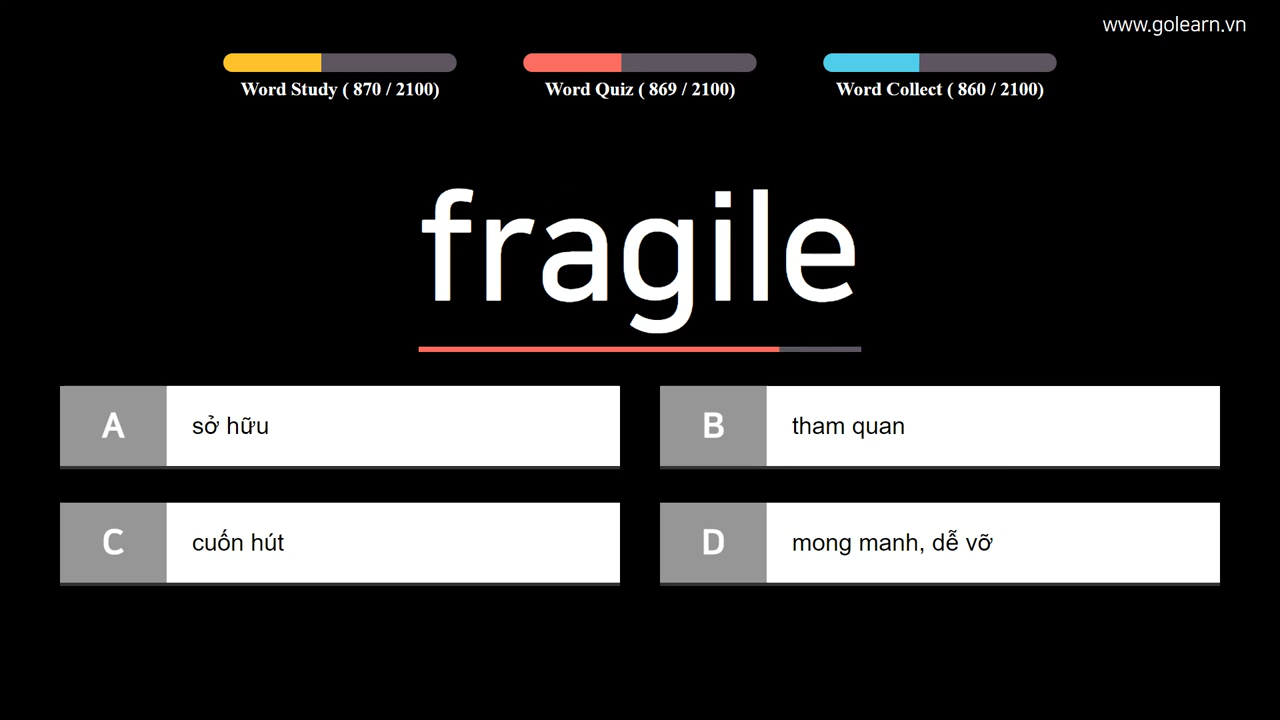 www.golearn.vn
Word Study ( 870 / 2100)
Word Quiz ( 869 / 2100)
Word Collect ( 860 / 2100)
fragile
A sở hữu
B tham quan
C cuốn hút
D mong manh, dễ vỡ